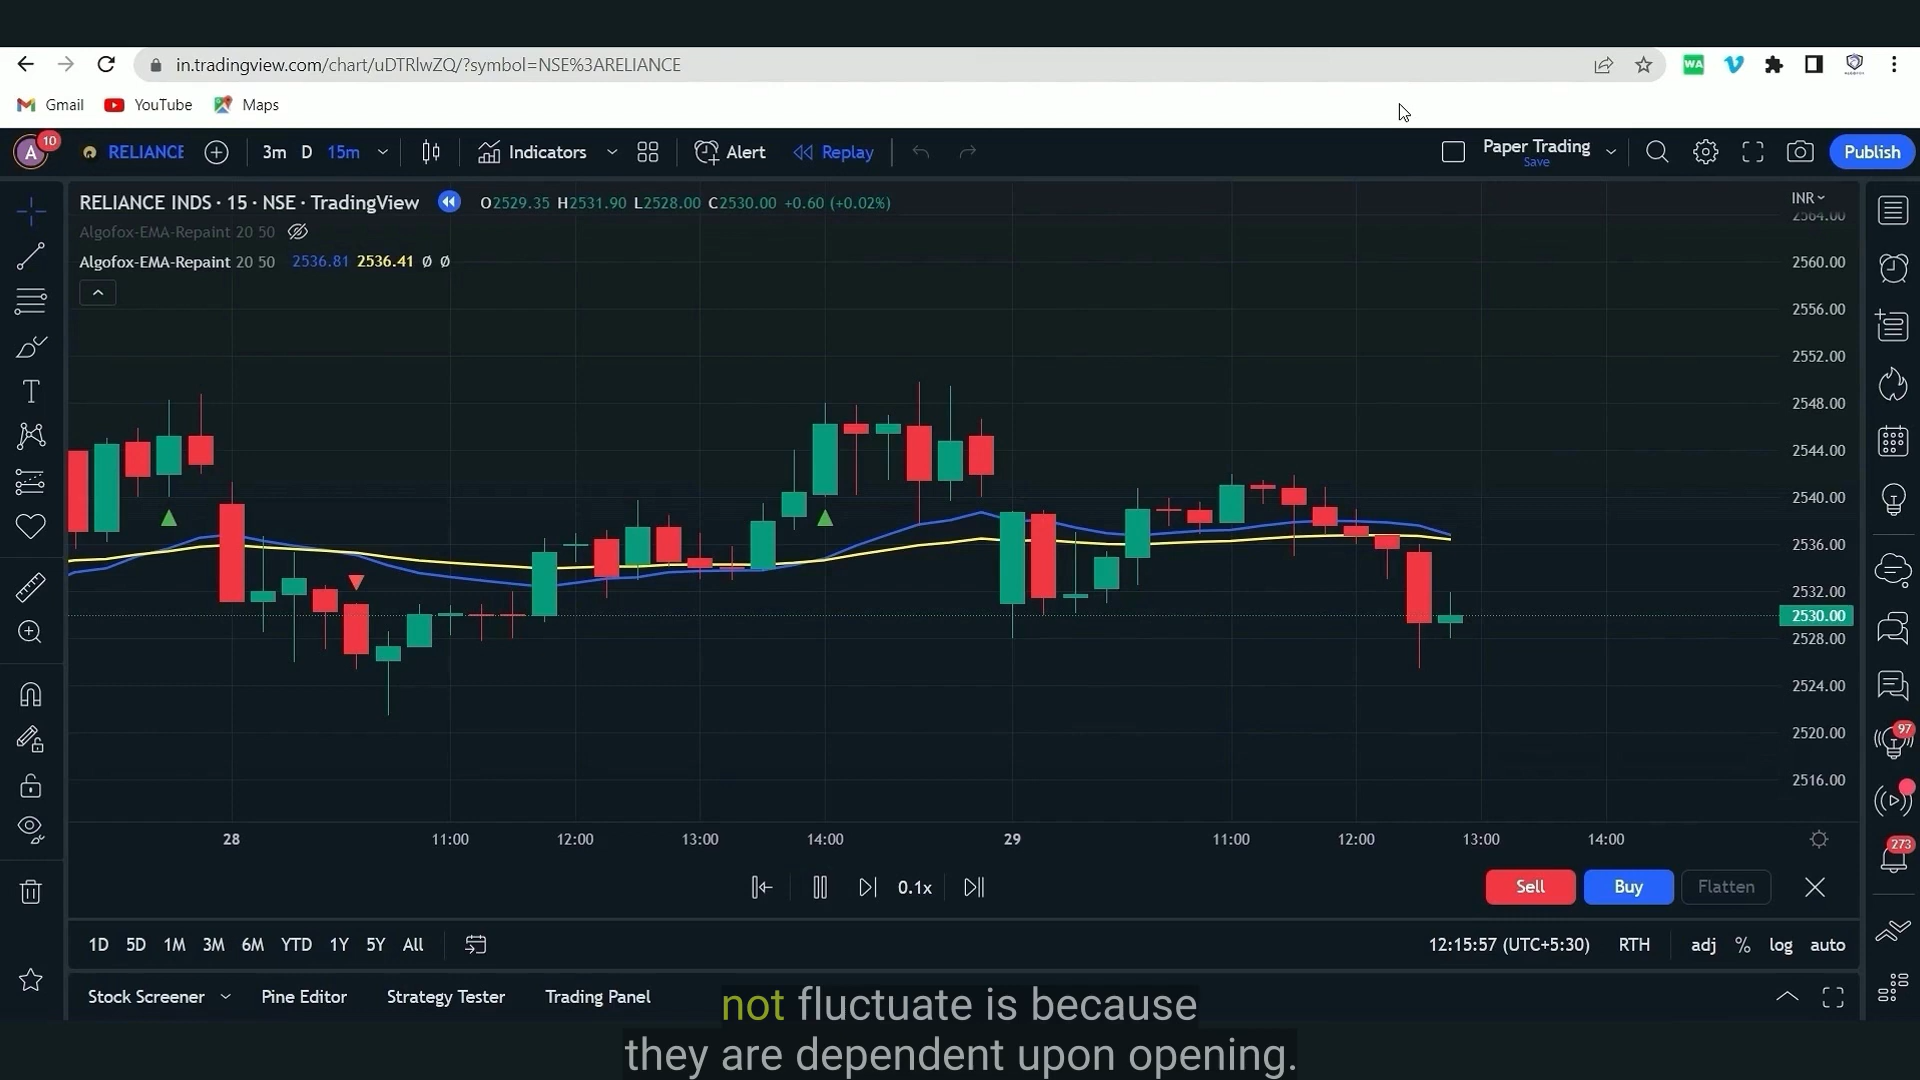 in.tradingview.com/chart/uDTRlwZQ/?symbol=NSE%3ARELIANCE
WA
Gmail YouTube Maps
A 10 RELIANCE 3m D 15m Indicators Alert Replay Paper Trading Save Publish
RELIANCE INDS · 15 · NSE · TradingView O2529.35 H2531.90 L2528.00 C2530.00 +0.60 (+0.02%)
INR
2564.00
Algofox-EMA-Repaint 20 50
Algofox-EMA-Repaint 20 50 2536.81 2536.41 Ø Ø
2560.00
2556.00
2552.00
2548.00
2544.00
2540.00
2536.00
2532.00
2530.00
2528.00
2524.00
2520.00
2516.00
97
273
28 11:00 12:00 13:00 14:00 29 11:00 12:00 13:00 14:00
0.1x Sell Buy Flatten
1D 5D 1M 3M 6M YTD 1Y 5Y All 12:15:57 (UTC+5:30) RTH adj % log auto
Stock Screener Pine Editor Strategy Tester Trading Panel
not fluctuate is because
they are dependent upon opening.